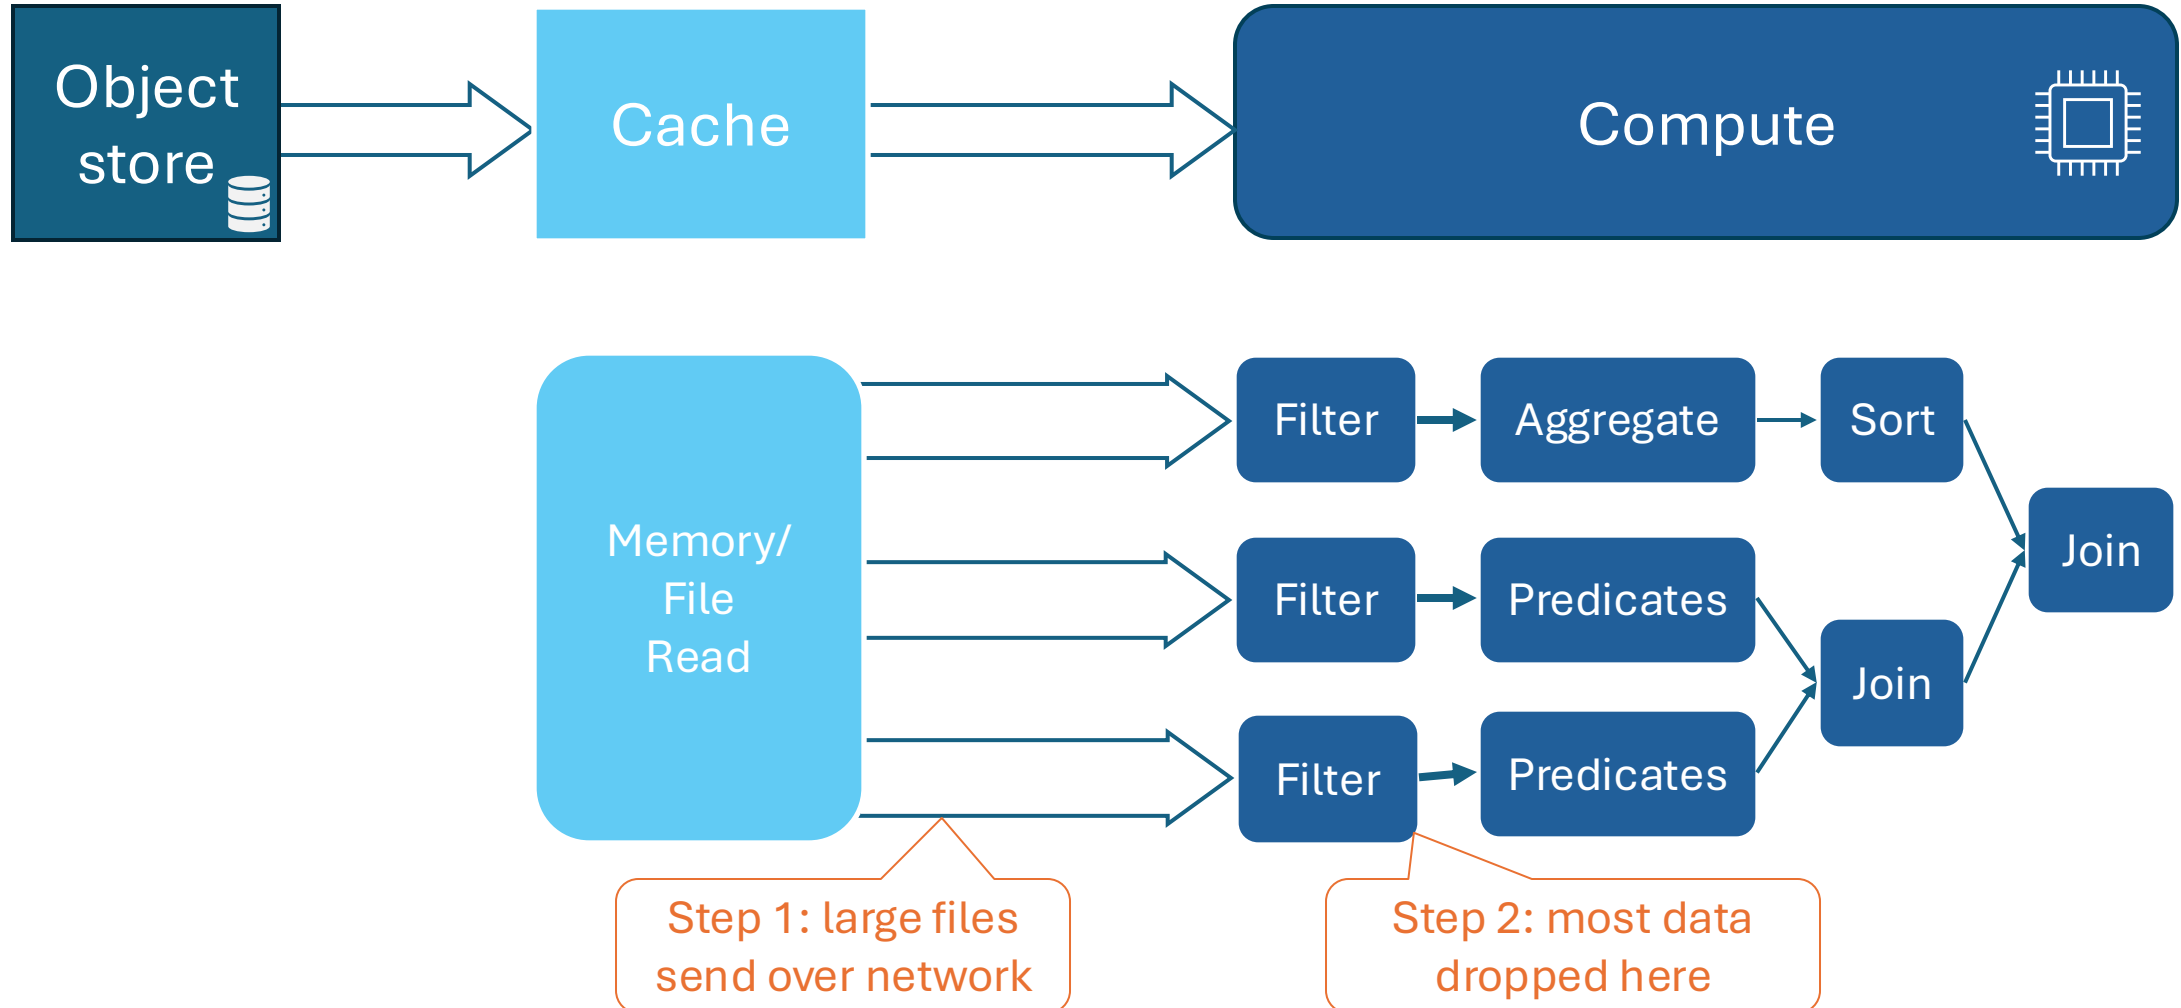 Object
store
Cache
Compute
Memory/
File
Read
Filter
Aggregate
Sort
Filter
Predicates
Join
Filter
Predicates
Join
Step 1: large files
send over network
Step 2: most data
dropped here